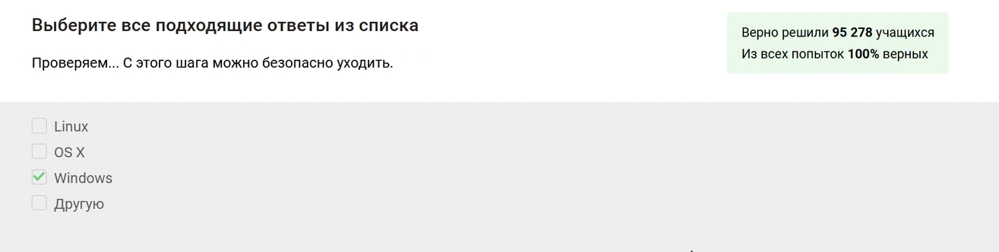 Выберите все подходящие ответы из списка
Верно решили 95 278 учащихся
Из всех попыток 100% верных
Проверяем... С этого шага можно безопасно уходить.
Linux
OS X
Windows
Другую